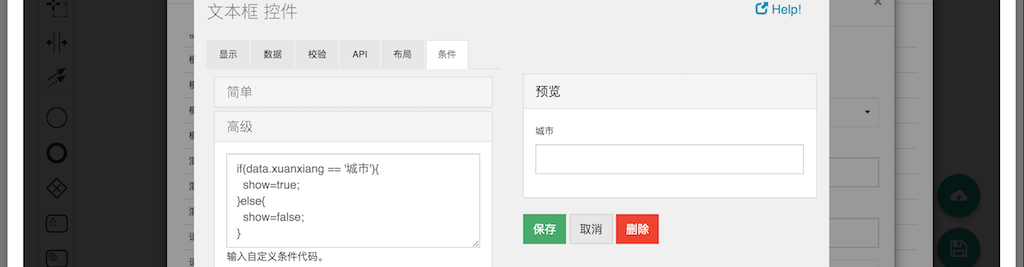 文本框 控件
Help!
显示 数据 校验 API 布局 条件
简单
高级
if(data.xuanxiang == '城市'){
show=true;
}else{
show=false;
}
输入自定义条件代码。
预览
城市
保存 取消 删除